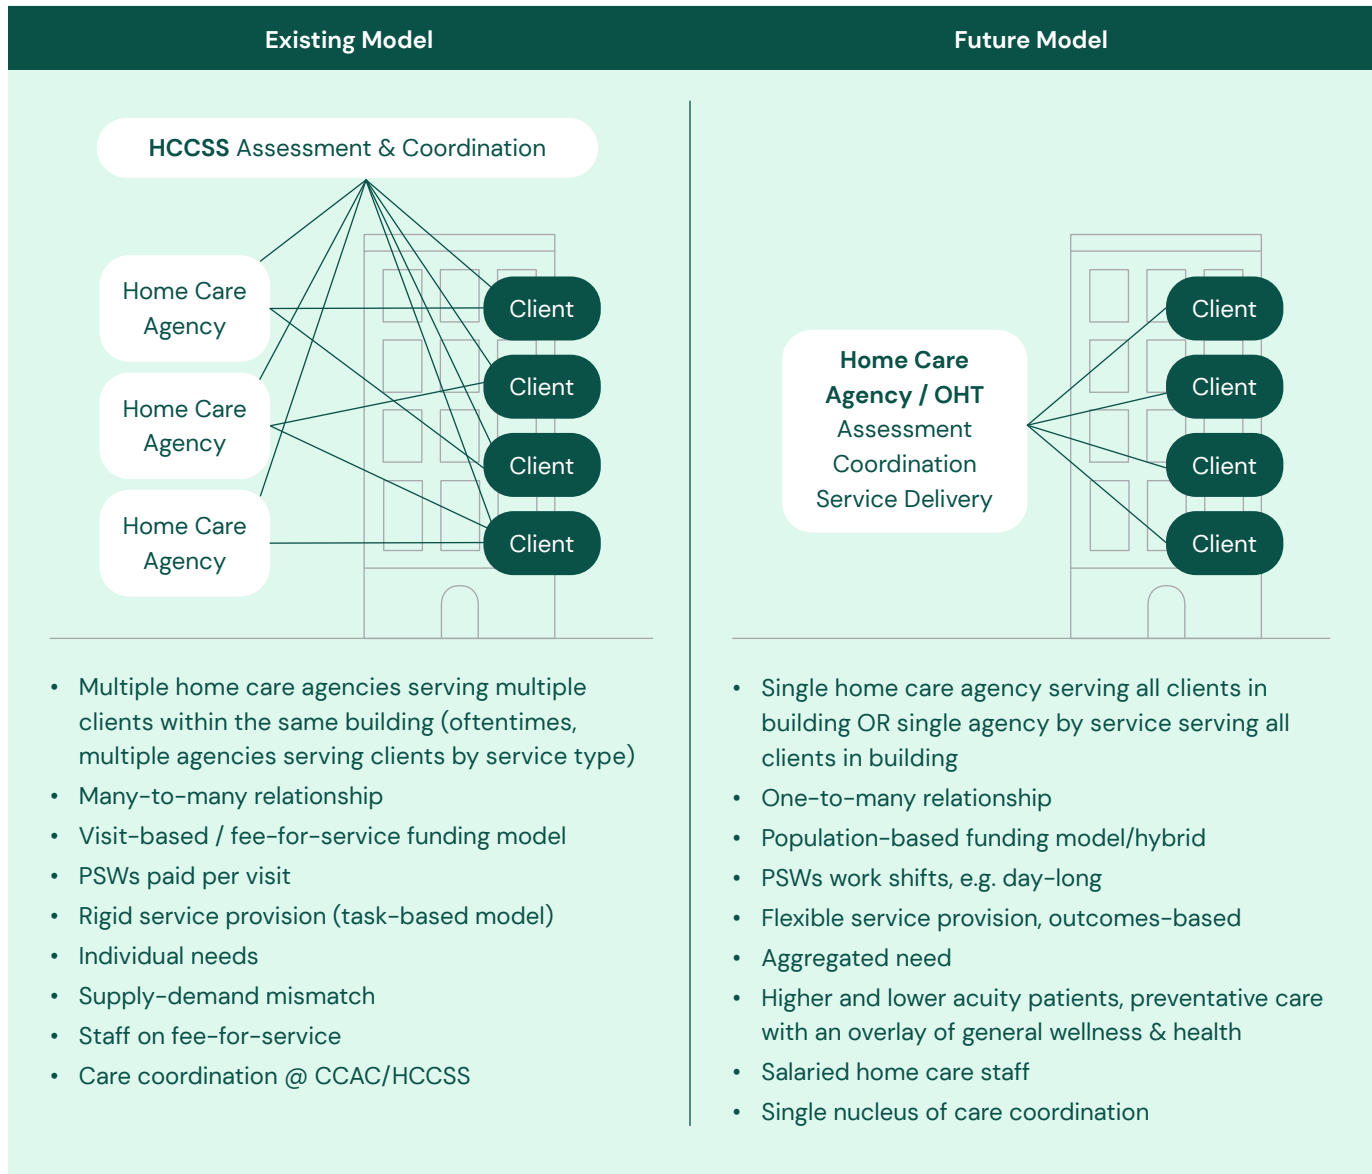 Existing Model
HCCSS Assessment & Coordination
Home Care
Agency
Home Care
Agency
Home Care
Agency
Client
Client
Client
Client
• Multiple home care agencies serving multiple
clients within the same building (oftentimes,
multiple agencies serving clients by service type)
• Many-to-many relationship
• Visit-based / fee-for-service funding model
• PSWs paid per visit
• Rigid service provision (task-based model)
• Individual needs
• Supply-demand mismatch
• Staff on fee-for-service
• Care coordination @ CCAC/HCCSS
Future Model
Home Care
Agency / OHT
Assessment
Coordination
Service Delivery
Client
Client
Client
Client
• Single home care agency serving all clients in
building OR single agency by service serving all
clients in building
• One-to-many relationship
• Population-based funding model/hybrid
• PSWs work shifts, e.g. day-long
• Flexible service provision, outcomes-based
• Aggregated need
• Higher and lower acuity patients, preventative care
with an overlay of general wellness & health
• Salaried home care staff
• Single nucleus of care coordination